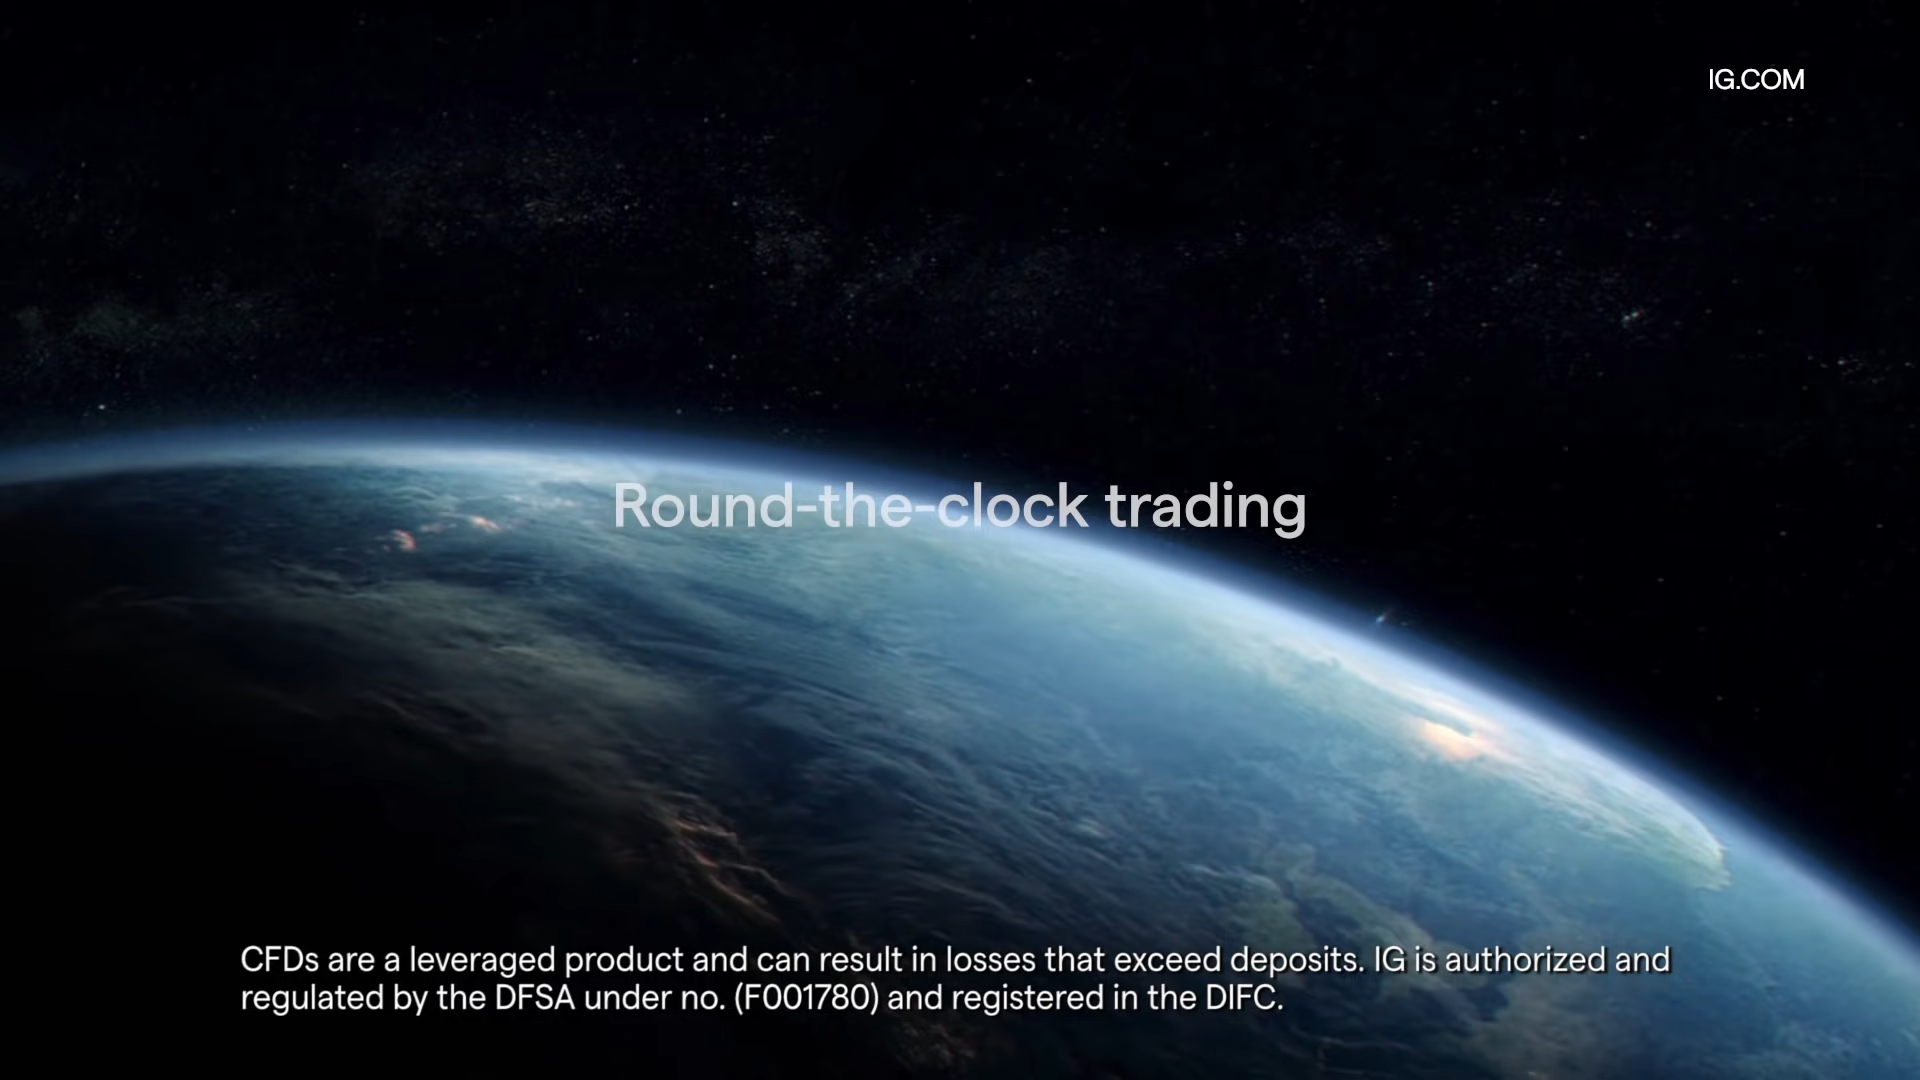 IG.COM
Round-the-clock trading
CFDs are a leveraged product and can result in losses that exceed deposits. IG is authorized and
regulated by the DFSA under no. (F001780) and registered in the DIFC.